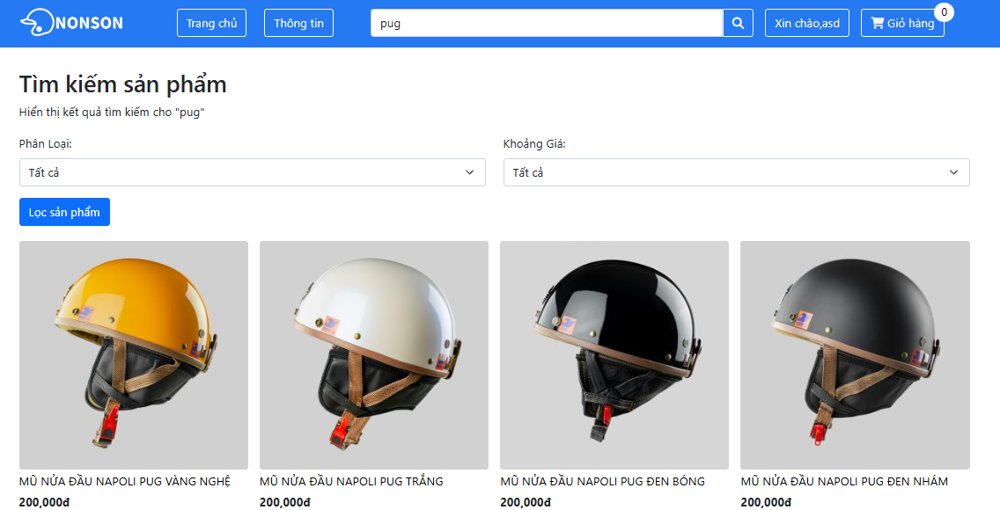 NONSON
Trang chủ
Thông tin
pug
Xin chào,asd
Giỏ hàng
0
Tìm kiếm sản phẩm
Hiển thị kết quả tìm kiếm cho "pug"
Phân Loại:
Khoảng Giá:
Tất cả
Tất cả
Lọc sản phẩm
MŨ NỬA ĐẦU NAPOLI PUG VÀNG NGHỆ
MŨ NỬA ĐẦU NAPOLI PUG TRẮNG
MŨ NỬA ĐẦU NAPOLI PUG ĐEN BÓNG
MŨ NỬA ĐẦU NAPOLI PUG ĐEN NHÁM
200,000đ
200,000đ
200,000đ
200,000đ